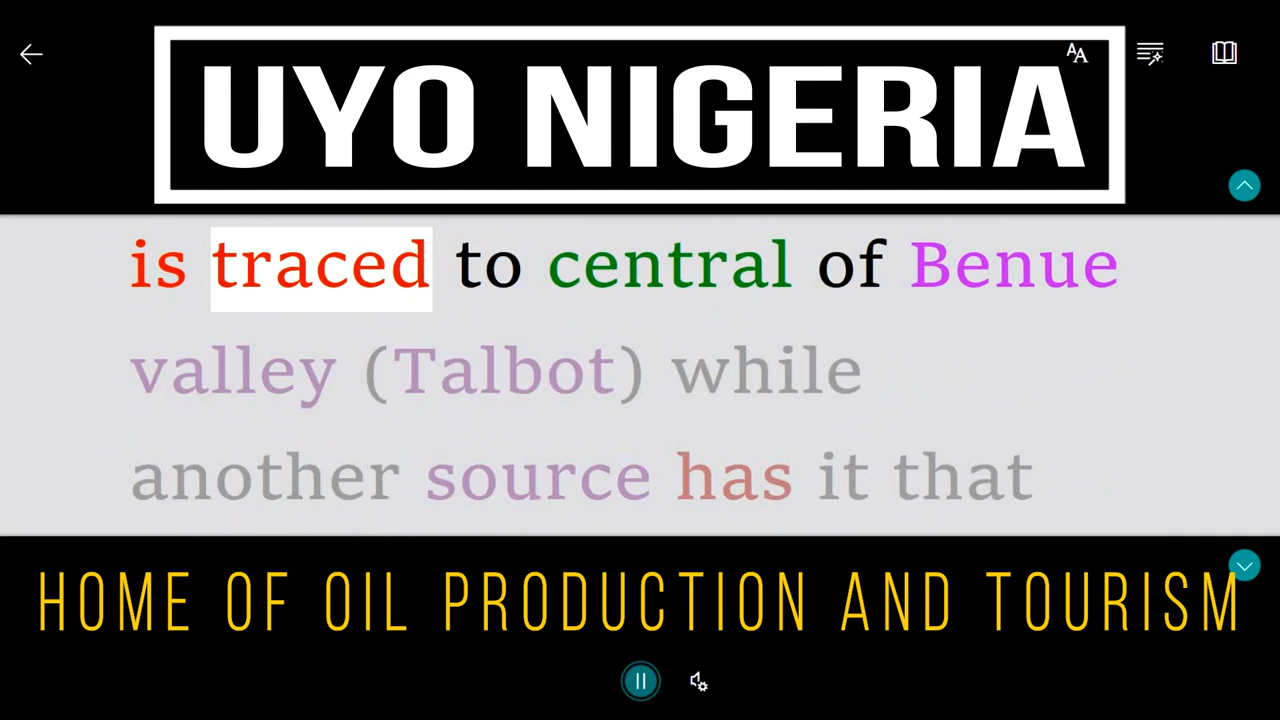 UYO NIGERIA
is traced to central of Benue
valley (Talbot) while
another source has it that
HOME OF OIL PRODUCTION AND TOURISM